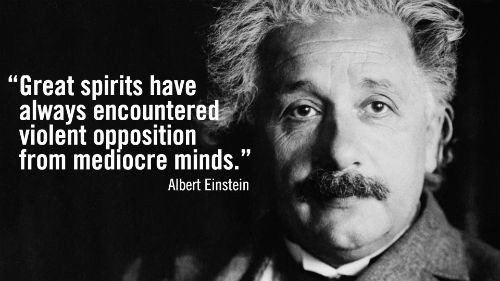 “Great spirits have
always encountered
violent opposition
from mediocre minds.”
Albert Einstein